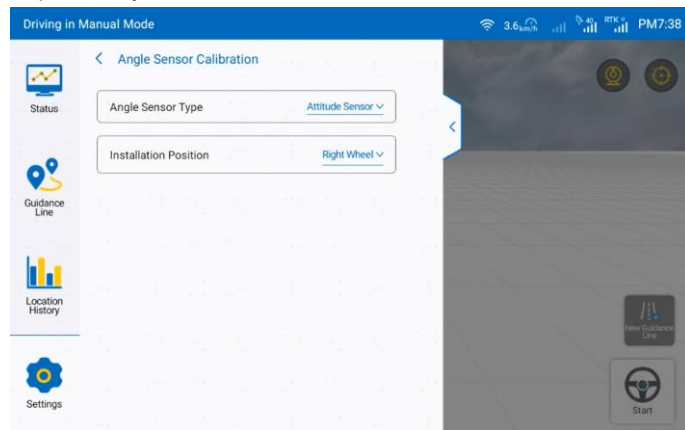 Driving in Manual Mode
3.6km/h
40
RTK
PM7:38
Status
Angle Sensor Calibration
Angle Sensor Type
Attitude Sensor
Installation Position
Right Wheel
Guidance
Line
Location
History
New Guidance
Line
Settings
Start